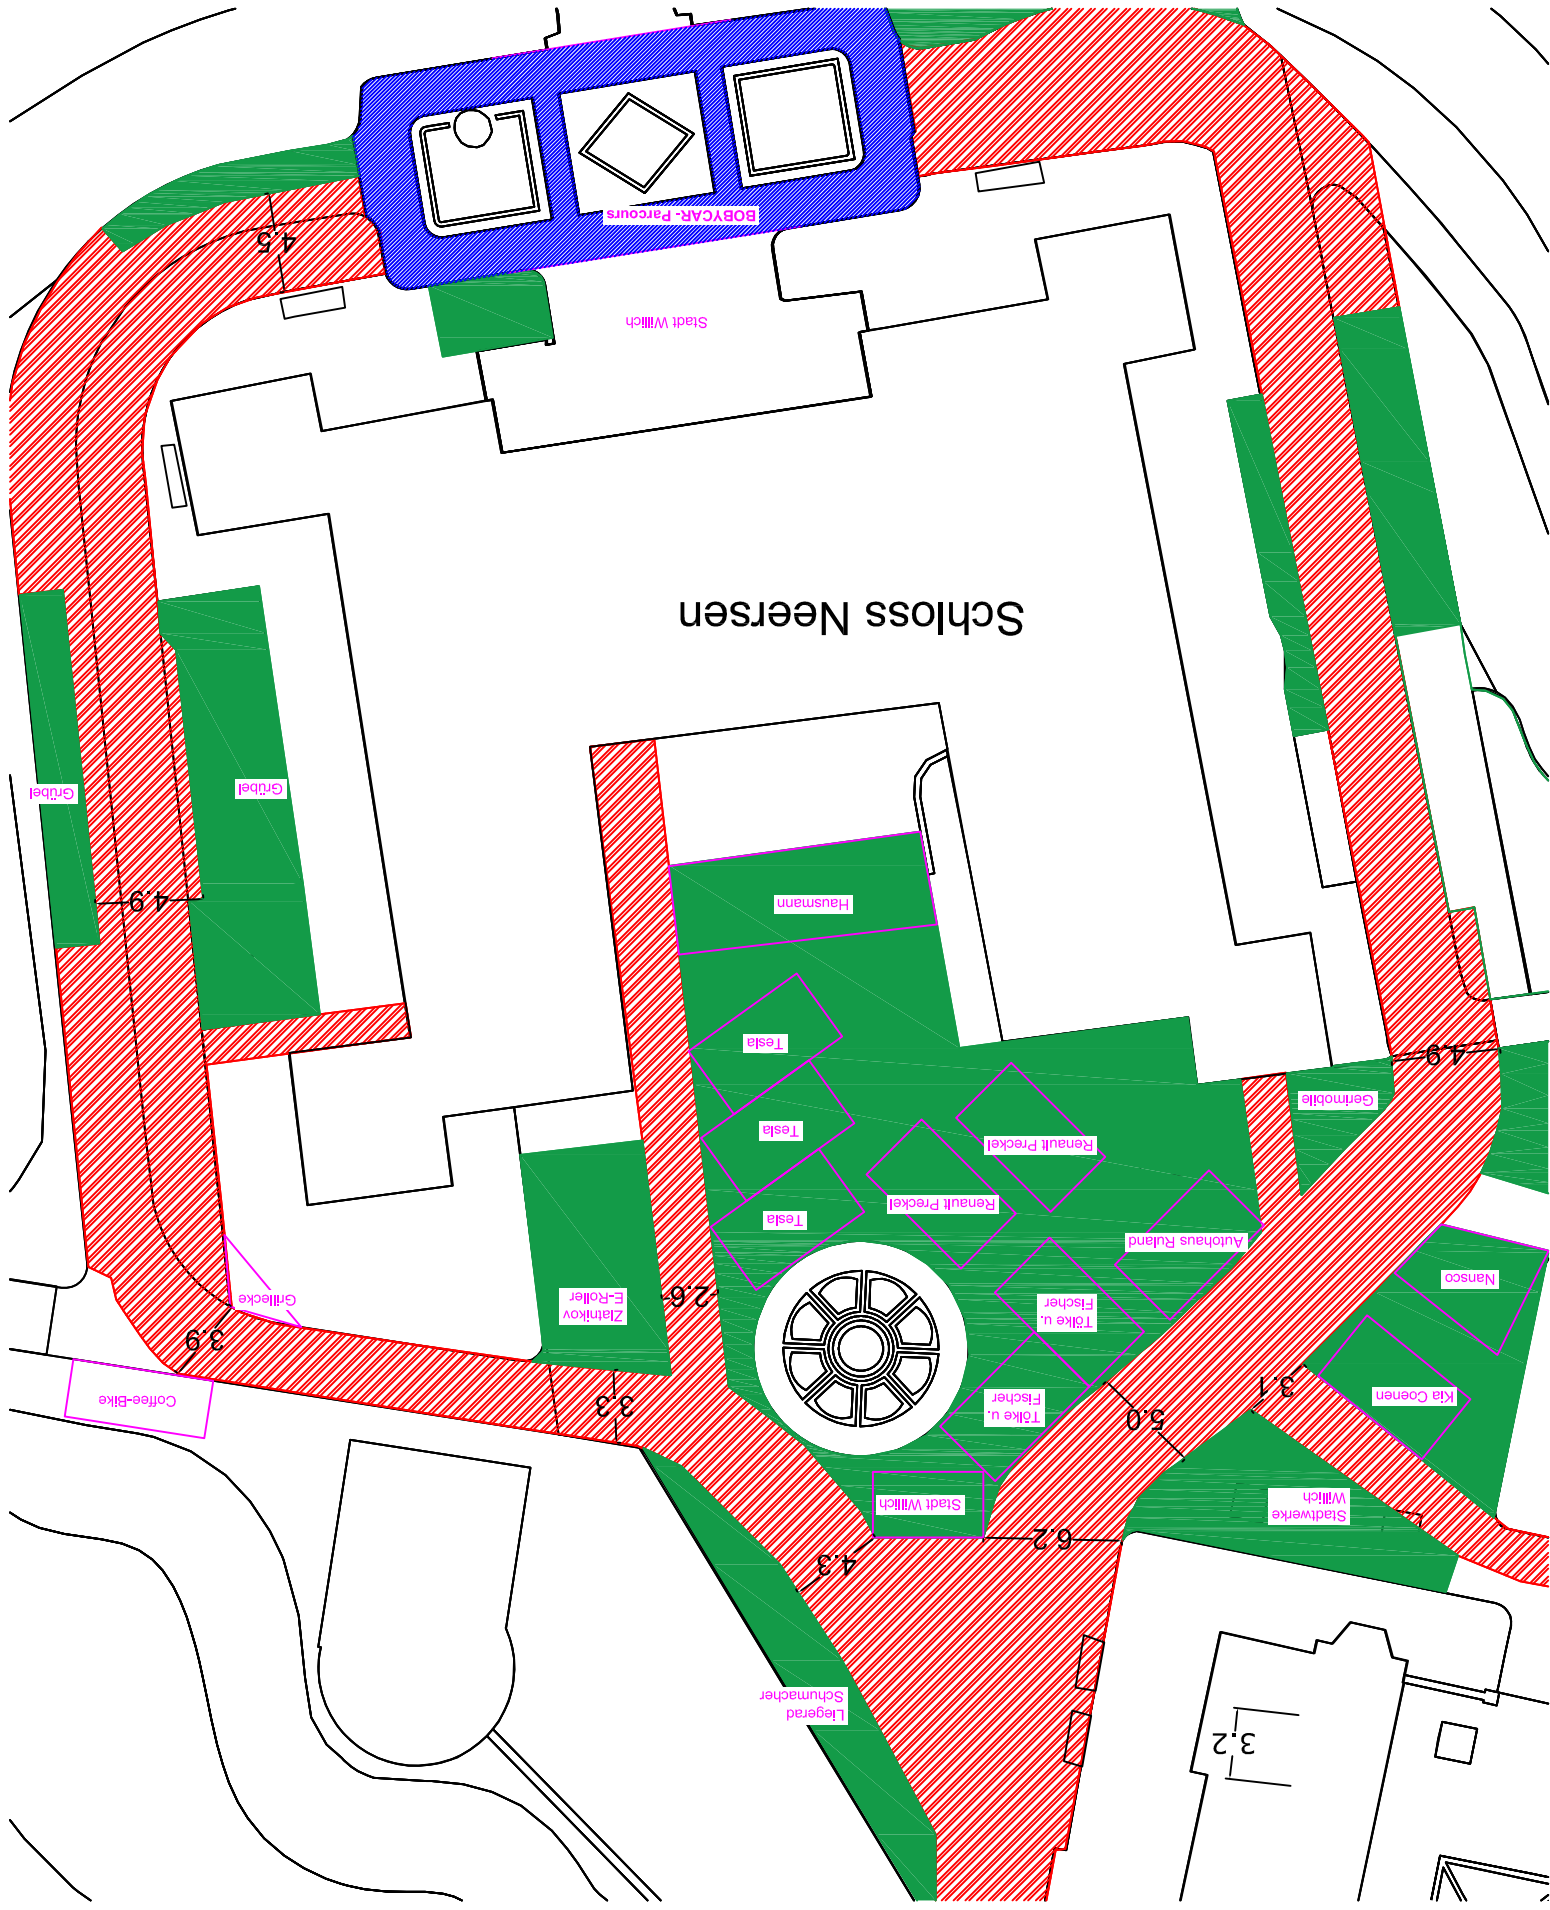 3.2
Liegerad
Schumacher
4.3
6.2
Stadtwerke
Willich
Stadt Willich
5.0
Tölke u.
Fischer
3.1
Kia Coenen
3.3
Coffee-Bike
3.9
Tölke u.
Fischer
Zlatnikov
E-Roller
Grillecke
2.6
Nansco
Autohaus Ruland
Tesla
Renault Preckel
Renault Preckel
Tesla
Gerimobile
4.9
Tesla
Hausmann
4.9
Grübel
Grübel
Schloss Neersen
Stadt Willich
4.5
BOBYCAR- Parcours